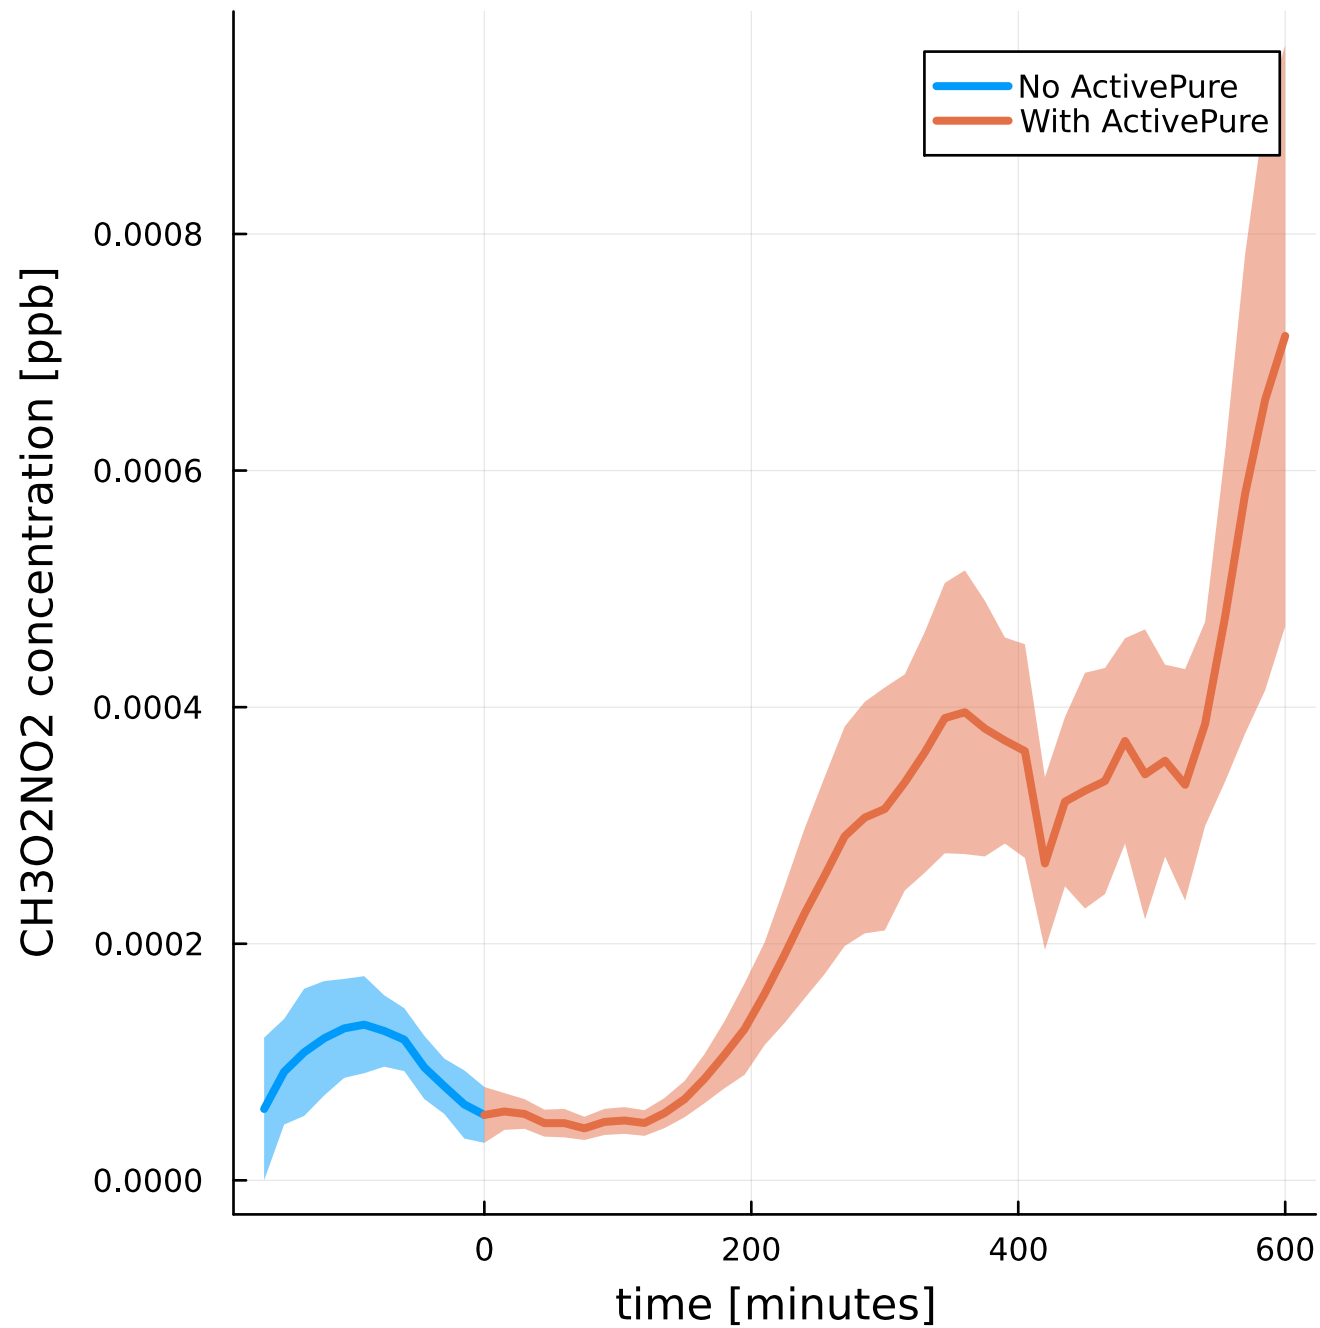 No ActivePure
With ActivePure
0.0008
0.0006
0.0004
0.0002
0.0000
CH3O2NO2 concentration [ppb]
0 200 400 600
time [minutes]